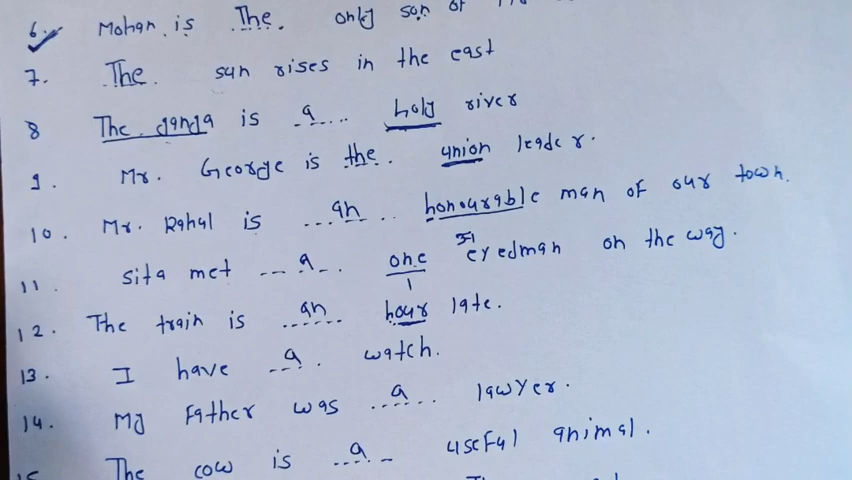 6. Mohan is The only son of
7. The sun rises in the east
8 The ganga is a holy river
9. Mr. George is the union leader.
10. Mr. Rahul is an honourable man of our town.
11 Sita met a one eyedman on the way.
12. The train is an hour late.
13. I have a watch.
14. My Father was a lawyer.
15 The cow is a useful animal.